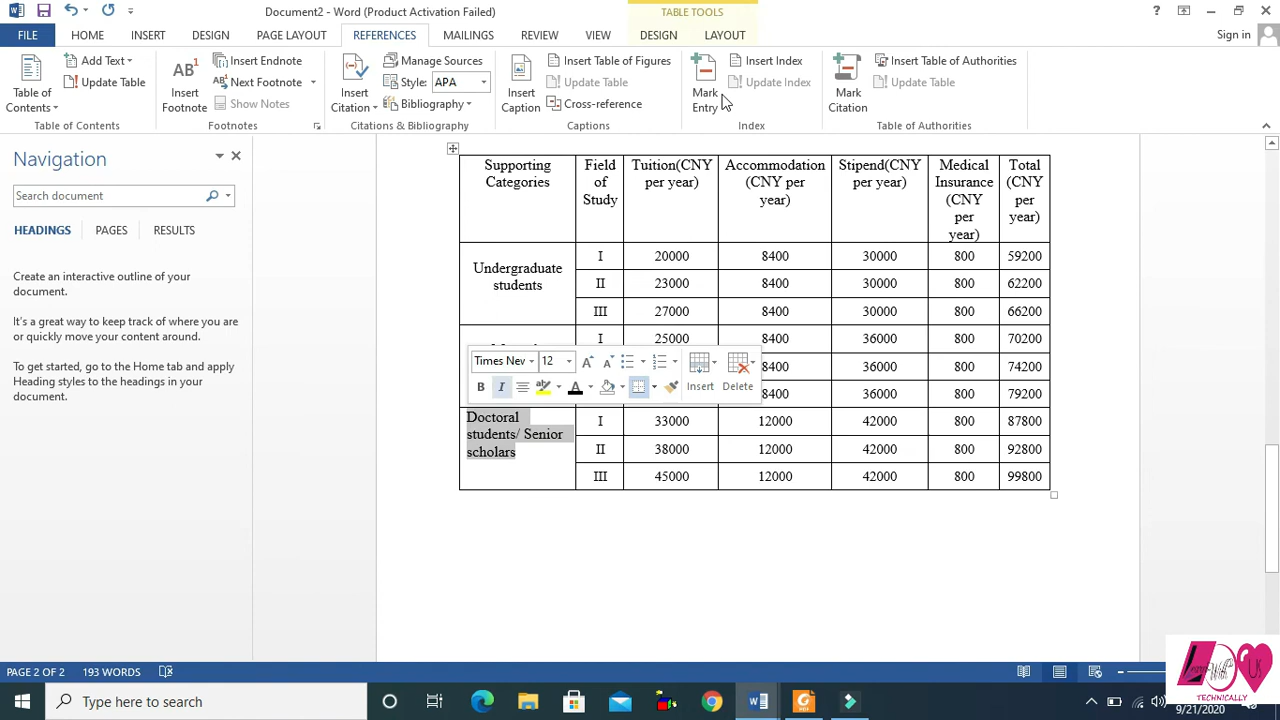 Document2 - Word (Product Activation Failed)
TABLE TOOLS
?
FILE
HOME
INSERT
DESIGN
PAGE LAYOUT
REFERENCES
MAILINGS
REVIEW
VIEW
DESIGN
LAYOUT
Sign in
Table of
Contents
Add Text
Update Table
Table of Contents
AB1
Insert
Footnote
Insert Endnote
Next Footnote
Show Notes
Footnotes
Insert
Citation
Manage Sources
Style: APA
Bibliography
Citations & Bibliography
Insert
Caption
Insert Table of Figures
Update Table
Cross-reference
Captions
Mark
Entry
Insert Index
Update Index
Index
Mark
Citation
Insert Table of Authorities
Update Table
Table of Authorities
Navigation
Search document
HEADINGS
PAGES
RESULTS
Create an interactive outline of your
document.
It's a great way to keep track of where you are
or quickly move your content around.
To get started, go to the Home tab and apply
Heading styles to the headings in your
document.
Supporting
Categories
Field
of
Study
Tuition(CNY
per year)
Accommodation
(CNY per
year)
Stipend(CNY
per year)
Medical
Insurance
(CNY
per
year)
Total
(CNY
per
year)
Undergraduate
students
I 20000 8400 30000 800 59200
II 23000 8400 30000 800 62200
III 27000 8400 30000 800 66200
I 25000 8400 36000 800 70200
8400 36000 800 74200
8400 36000 800 79200
Times New 12
B I A Insert Delete
Doctoral
students/ Senior
scholars
I 33000 12000 42000 800 87800
II 38000 12000 42000 800 92800
III 45000 12000 42000 800 99800
PAGE 2 OF 2
193 WORDS
Type here to search
9/21/2020
TECHNICALLY